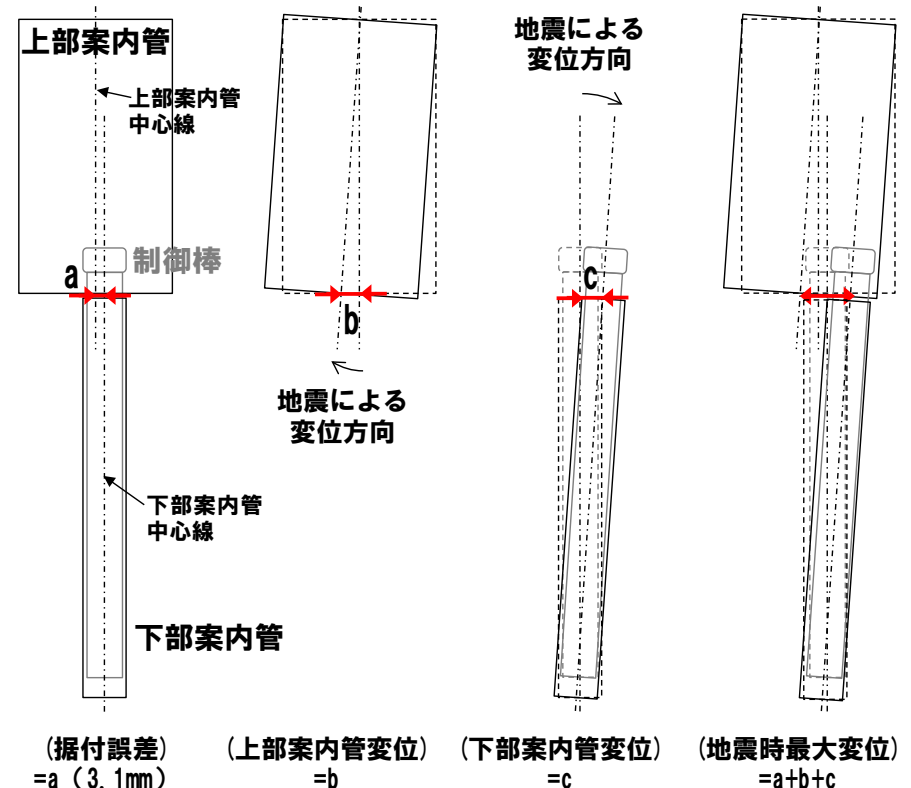 上部案内管
上部案内管
中心線
制御棒
a
下部案内管
中心線
下部案内管
(据付誤差)
=a（3.1mm）
b
地震による
変位方向
(上部案内管変位)
=b
地震による
変位方向
c
(下部案内管変位)
=c
(地震時最大変位)
=a+b+c